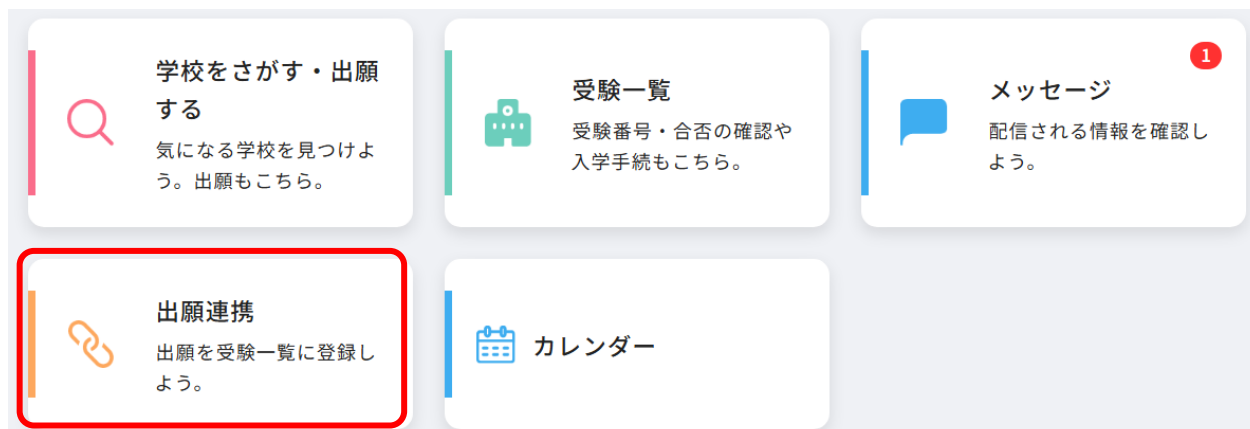 学校をさがす・出願
する
気になる学校を見つけよ
う。出願もこちら。
受験一覧
受験番号・合否の確認や
入学手続もこちら。
1
メッセージ
配信される情報を確認し
よう。
出願連携
出願を受験一覧に登録し
よう。
カレンダー